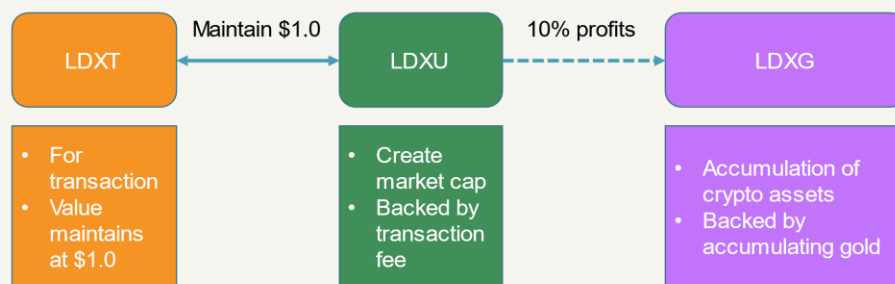 Maintain $1.0
10% profits
LDXT
LDXU
LDXG
• For
transaction
• Value
maintains
at $1.0
• Create
market cap
• Backed by
transaction
fee
• Accumulation of
crypto assets
• Backed by
accumulating gold